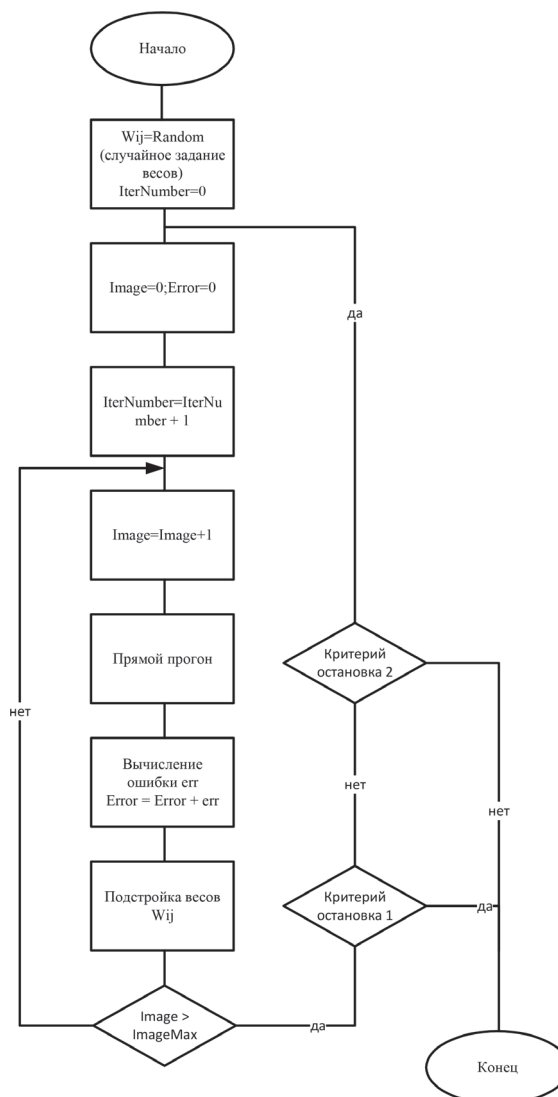 Начало
Wij=Random
(случайное задание
весов)
IterNumber=0
Image=0;Error=0
да
IterNumber=IterNu
mber + 1
Image=Image+1
Прямой прогон
Критерий
остановка 2
нет
Вычисление
ошибки err
Error = Error + err
нет
нет
Подстройка весов
Wij
Критерий
остановка 1
да
Image >
ImageMax
да
Конец